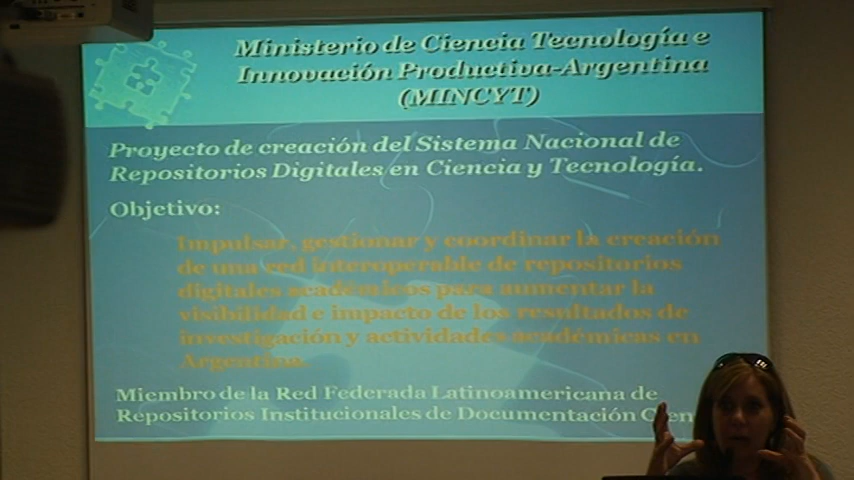 Ministerio de Ciencia Tecnología e
Innovación Productiva-Argentina
(MINCYT)
Proyecto de creación del Sistema Nacional de
Repositorios Digitales en Ciencia y Tecnología.
Objetivo:
Impulsar, gestionar y coordinar la creación
de una red interoperable de repositorios
digitales académicos para aumentar la
visibilidad e impacto de los resultados de
investigación y actividades académicas en
Argentina.
Miembro de la Red Federada Latinoamericana de
Repositorios Institucionales de Documentación